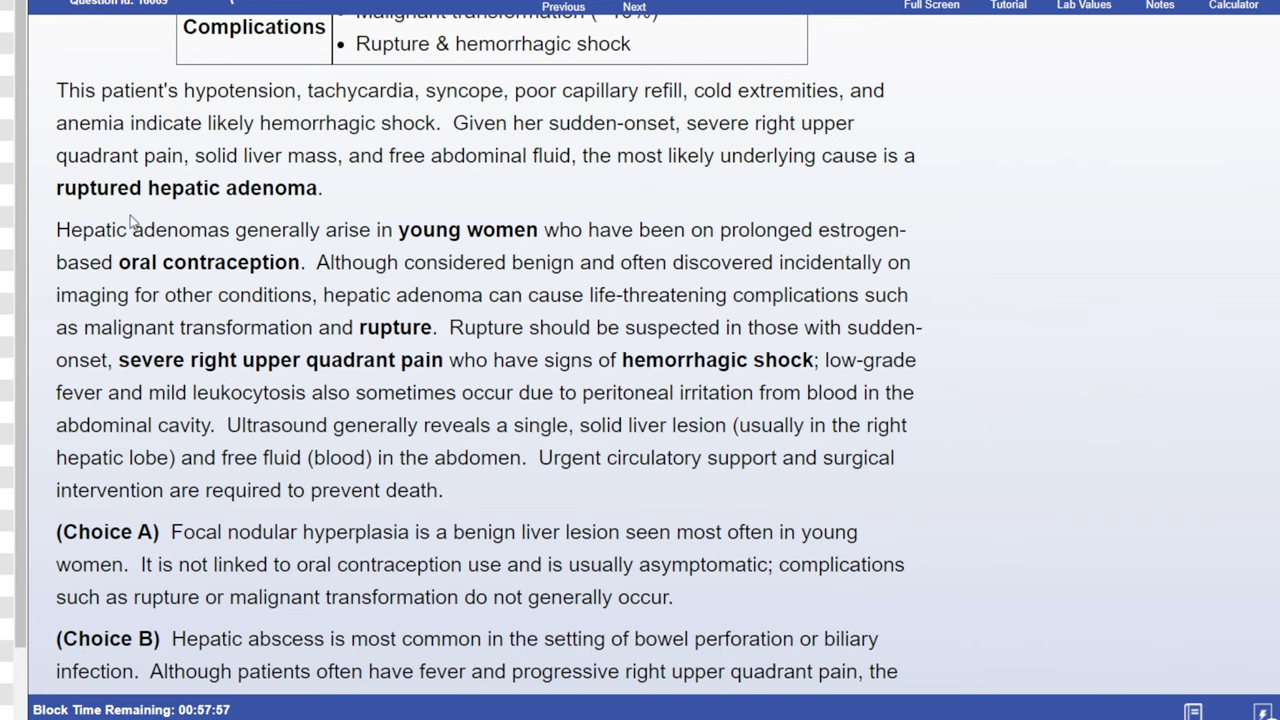 Question Id: 16069
Previous
Next
Full Screen
Tutorial
Lab Values
Notes
Calculator
Complications
• Malignant transformation (~10%)
• Rupture & hemorrhagic shock
This patient's hypotension, tachycardia, syncope, poor capillary refill, cold extremities, and
anemia indicate likely hemorrhagic shock.  Given her sudden-onset, severe right upper
quadrant pain, solid liver mass, and free abdominal fluid, the most likely underlying cause is a
ruptured hepatic adenoma.
Hepatic adenomas generally arise in young women who have been on prolonged estrogen-
based oral contraception.  Although considered benign and often discovered incidentally on
imaging for other conditions, hepatic adenoma can cause life-threatening complications such
as malignant transformation and rupture.  Rupture should be suspected in those with sudden-
onset, severe right upper quadrant pain who have signs of hemorrhagic shock; low-grade
fever and mild leukocytosis also sometimes occur due to peritoneal irritation from blood in the
abdominal cavity.  Ultrasound generally reveals a single, solid liver lesion (usually in the right
hepatic lobe) and free fluid (blood) in the abdomen.  Urgent circulatory support and surgical
intervention are required to prevent death.
(Choice A)  Focal nodular hyperplasia is a benign liver lesion seen most often in young
women.  It is not linked to oral contraception use and is usually asymptomatic; complications
such as rupture or malignant transformation do not generally occur.
(Choice B)  Hepatic abscess is most common in the setting of bowel perforation or biliary
infection.  Although patients often have fever and progressive right upper quadrant pain, the
Block Time Remaining: 00:57:57